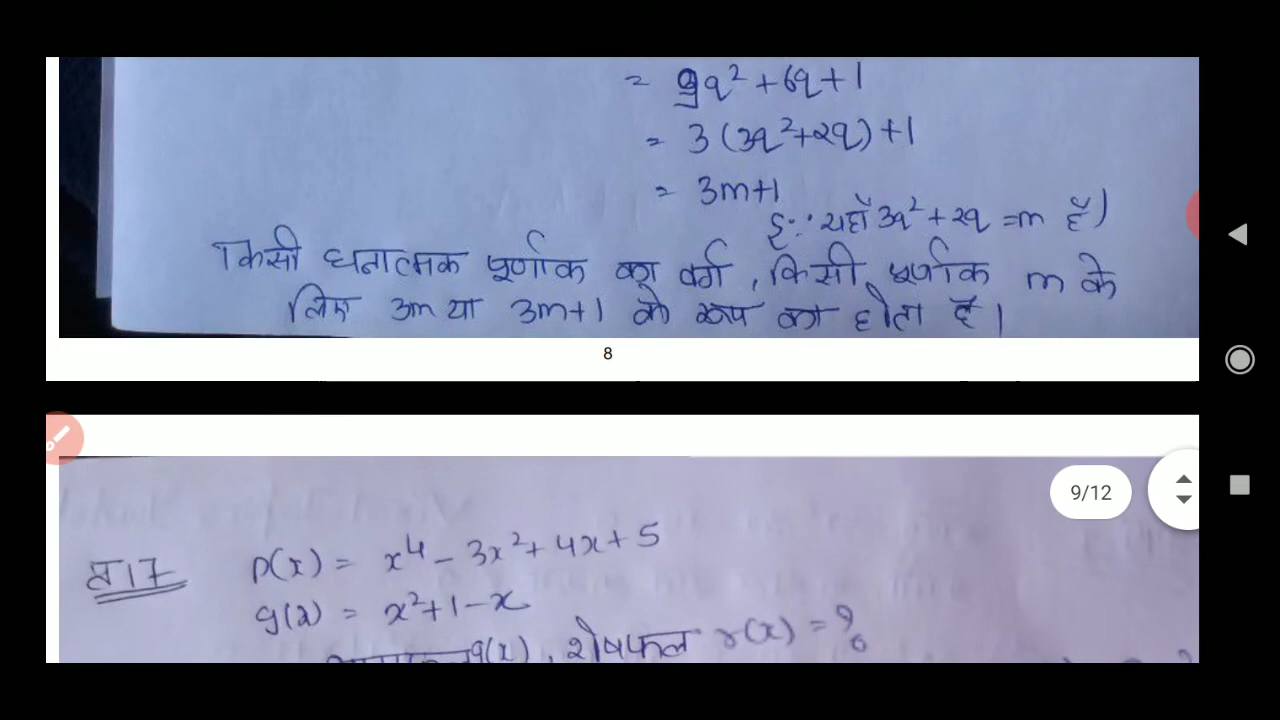 = 9q²+6q+1
= 3(3q²+2q)+1
= 3m+1
{∵ यहाँ 3q²+2q=m है)
किसी धनात्मक पूर्णांक का वर्ग, किसी पूर्णांक m के
लिए 3m या 3m+1 के रूप का होता है।
8
9/12
p(x) = x⁴-3x²+4x+5
g(x) = x²+1-x
q(x), शेषफल r(x) = ?